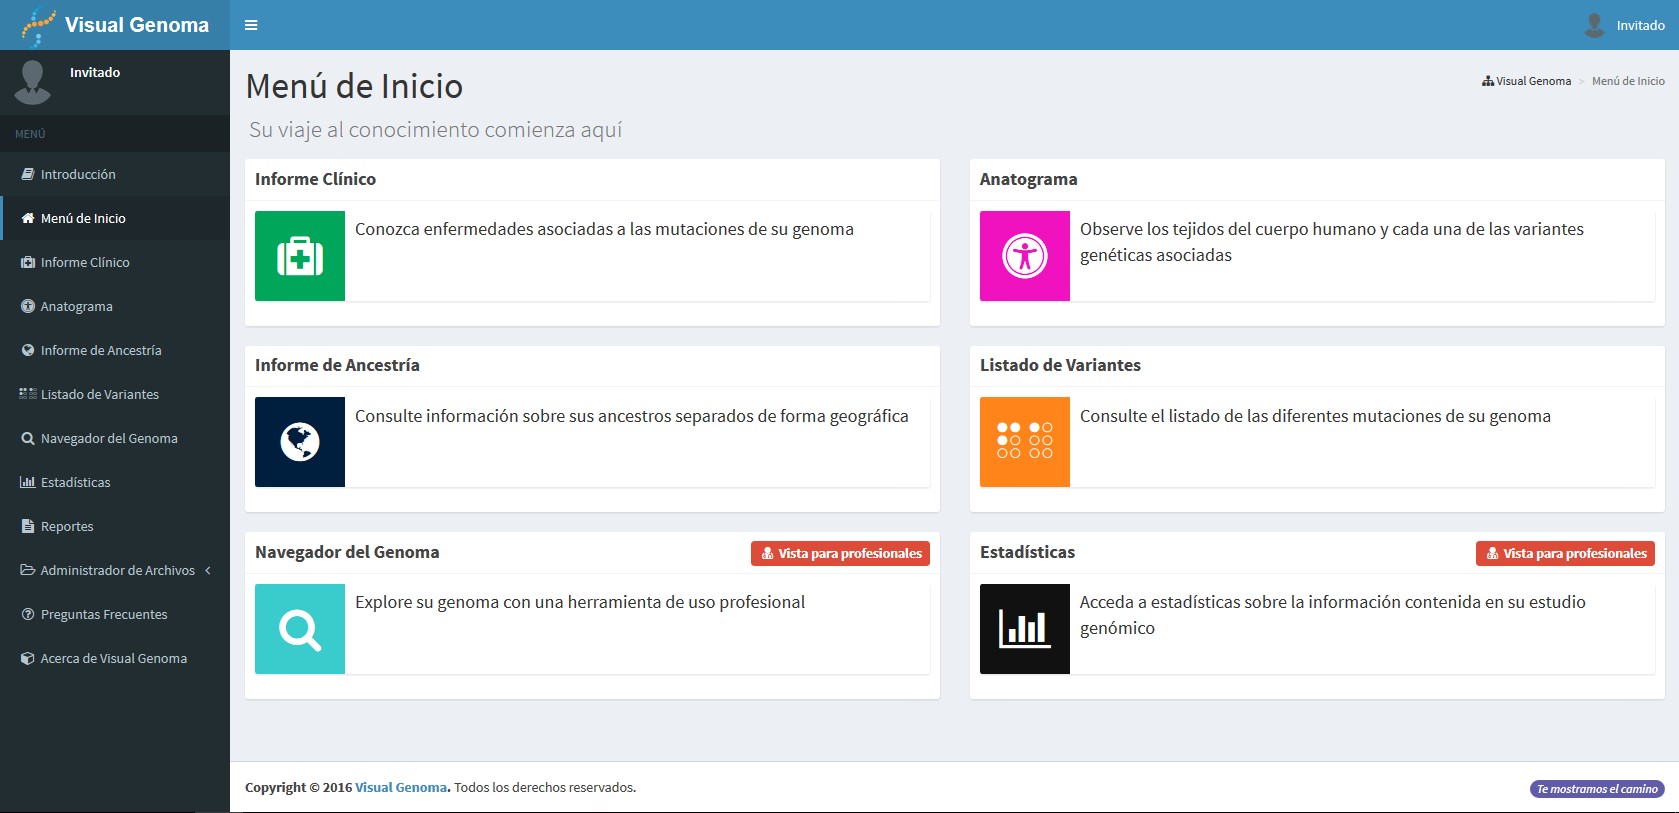 Visual Genoma
Invitado
Invitado
MENÚ
Introducción
Menú de Inicio
Informe Clínico
Anatograma
Informe de Ancestría
Listado de Variantes
Navegador del Genoma
Estadísticas
Reportes
Administrador de Archivos
Preguntas Frecuentes
Acerca de Visual Genoma
Menú de Inicio
Visual Genoma > Menú de Inicio
Su viaje al conocimiento comienza aquí
Informe Clínico
Conozca enfermedades asociadas a las mutaciones de su genoma
Anatograma
Observe los tejidos del cuerpo humano y cada una de las variantes
genéticas asociadas
Informe de Ancestría
Consulte información sobre sus ancestros separados de forma geográfica
Listado de Variantes
Consulte el listado de las diferentes mutaciones de su genoma
Navegador del Genoma
Vista para profesionales
Explore su genoma con una herramienta de uso profesional
Estadísticas
Vista para profesionales
Acceda a estadísticas sobre la información contenida en su estudio
genómico
Copyright © 2016 Visual Genoma. Todos los derechos reservados.
Te mostramos el camino